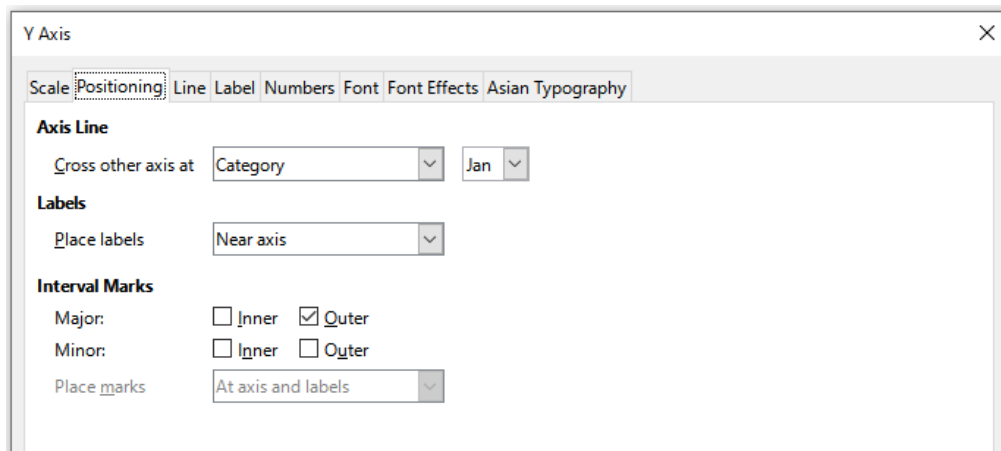 Y Axis
Scale Positioning Line Label Numbers Font Font Effects Asian Typography
Axis Line
Cross other axis at Category Jan
Labels
Place labels Near axis
Interval Marks
Major: Inner Outer
Minor: Inner Outer
Place marks At axis and labels